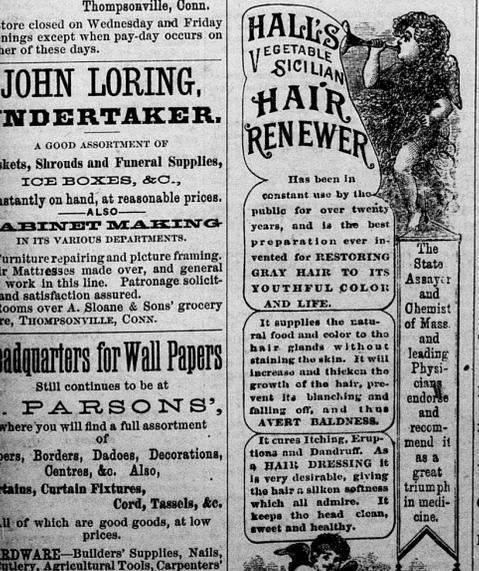 Thompsonville, Conn.
tore closed on Wednesday and Friday
nings except when pay-day occurs on
her of these days.
JOHN LORING,
NDERTAKER.
A GOOD ASSORTMENT OF
skets, Shrouds and Funeral Supplies,
ICE BOXES, &C.,
nstantly on hand, at reasonable prices.
ALSO
ABINET MAKING
IN ITS VARIOUS DEPARTMENTS.
urniture repairing and picture framing.
ir Mattresses made over, and general
work in this line. Patronage solicit-
and satisfaction assured.
ooms over A. Sloane & Sons' grocery
re, THOMPSONVILLE, CONN.
eadquarters for Wall Papers
Still continues to be at
. PARSONS',
where you will find a full assortment
of
pers, Borders, Dadoes, Decorations,
Centres, &c. Also,
rtains, Curtain Fixtures,
Cord, Tassels, &c.
ll of which are good goods, at low
prices.
RDWARE—Builders' Supplies, Nails,
Cutlery, Agricultural Tools, Carpenters'
HALL'S
VEGETABLE
SICILIAN
HAIR
RENEWER
Has been in
constant use by the
public for over twenty
years, and is the best
preparation ever in-
vented for RESTORING
GRAY HAIR TO ITS
YOUTHFUL COLOR
AND LIFE.
It supplies the natu-
ral food and color to the
hair glands without
staining the skin. It will
increase and thicken the
growth of the hair, pre-
vent its blanching and
falling off, and thus
AVERT BALDNESS.
It cures Itching, Erup-
tions and Dandruff. As
a HAIR DRESSING it
is very desirable, giving
the hair a silken softness
which all admire. It
keeps the head clean,
sweet and healthy.
The
State
Assayer
and
Chemist
of Mass.
and
leading
Physi-
cians
endorse
and
recom-
mend it
as a
great
triumph
in medi-
cine.